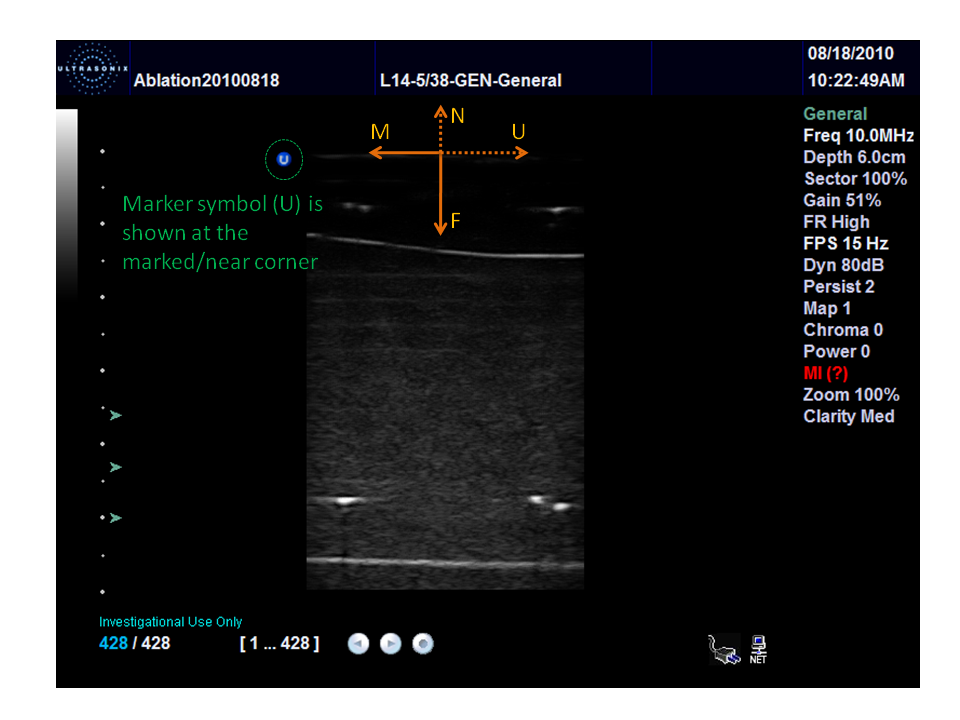 08/18/2010
ULTRASONIX
Ablation20100818
L14-5/38-GEN-General
10:22:49AM
General
Freq 10.0MHz
Depth 6.0cm
Sector 100%
Gain 51%
FR High
FPS 15 Hz
Dyn 80dB
Persist 2
Map 1
Chroma 0
Power 0
MI (?)
Zoom 100%
Clarity Med
N
M
U
U
F
Marker symbol (U) is
shown at the
marked/near corner
Investigational Use Only
428 / 428
[ 1 ... 428 ]
NET